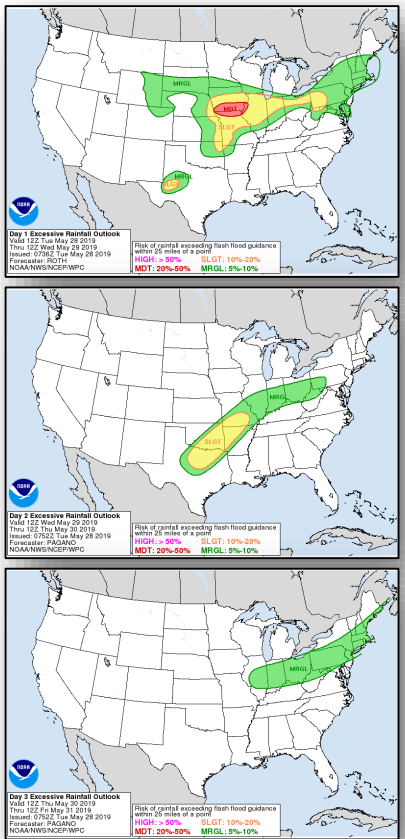 MRGL
MDT
SLGT
MRGL
SLGT
NOAA
Day 1 Excessive Rainfall Outlook
Valid 12Z Tue May 28 2019
Thru 12Z Wed May 29 2019
Issued: 0736Z Tue May 28 2019
Forecaster: ROTH
NOAA/NWS/NCEP/WPC
Risk of rainfall exceeding flash flood guidance
within 25 miles of a point
HIGH: > 50% SLGT: 10%-20%
MDT: 20%-50% MRGL: 5%-10%
MRGL
SLGT
NOAA
Day 2 Excessive Rainfall Outlook
Valid 12Z Wed May 29 2019
Thru 12Z Thu May 30 2019
Issued: 0752Z Tue May 28 2019
Forecaster: PAGANO
NOAA/NWS/NCEP/WPC
Risk of rainfall exceeding flash flood guidance
within 25 miles of a point
HIGH: > 50% SLGT: 10%-20%
MDT: 20%-50% MRGL: 5%-10%
MRGL
NOAA
Day 3 Excessive Rainfall Outlook
Valid 12Z Thu May 30 2019
Thru 12Z Fri May 31 2019
Issued: 0752Z Tue May 28 2019
Forecaster: PAGANO
NOAA/NWS/NCEP/WPC
Risk of rainfall exceeding flash flood guidance
within 25 miles of a point
HIGH: > 50% SLGT: 10%-20%
MDT: 20%-50% MRGL: 5%-10%